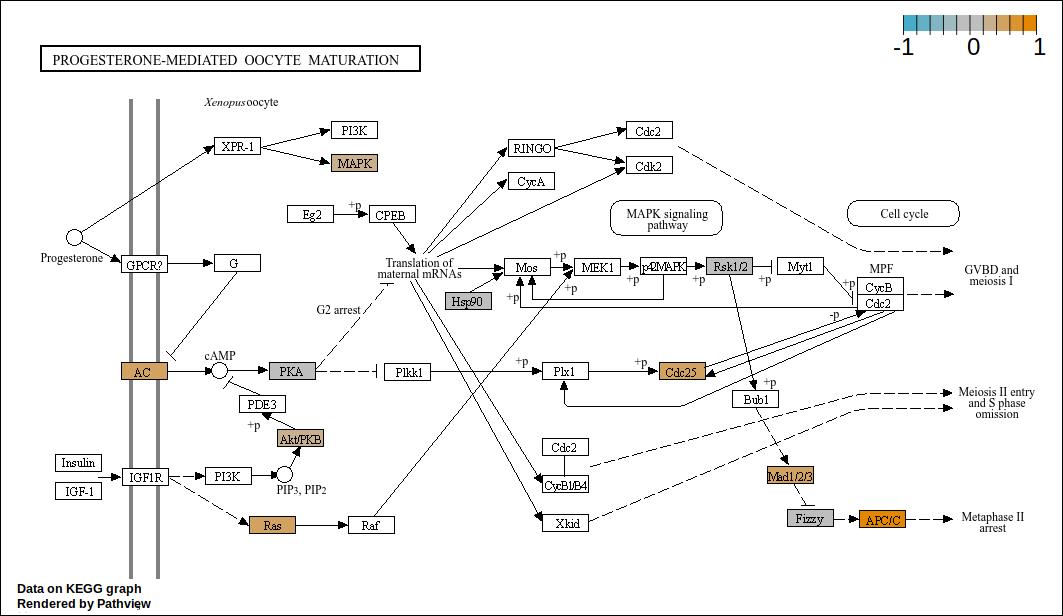 -1 0 1
PROGESTERONE-MEDIATED OOCYTE MATURATION
Xenopus oocyte
XPR-1
PI3K
MAPK
RINGO
CycA
Cdc2
Cdk2
Eg2
+p
CPEB
MAPK signaling
pathway
Cell cycle
Progesterone
GPCR?
G
Translation of
maternal mRNAs
Mos
+p
MEK1
+p
p42MAPK
+p
Rsk1/2
+p
Myt1
+p
MPF
CycB
Cdc2
GVBD and
meiosis I
Hsp90
+p
+p
-p
G2 arrest
cAMP
AC
PKA
Plkk1
+p
Plx1
+p
Cdc25
PDE3
+p
Akt/PKB
+p
Bub1
Meiosis II entry
and S phase
omission
Insulin
IGF-1
IGF1R
PI3K
PIP3, PIP2
Cdc2
CycB1/B4
Mad1/2/3
Ras
Raf
Xkid
Fizzy
APC/C
Metaphase II
arrest
Data on KEGG graph
Rendered by Pathview